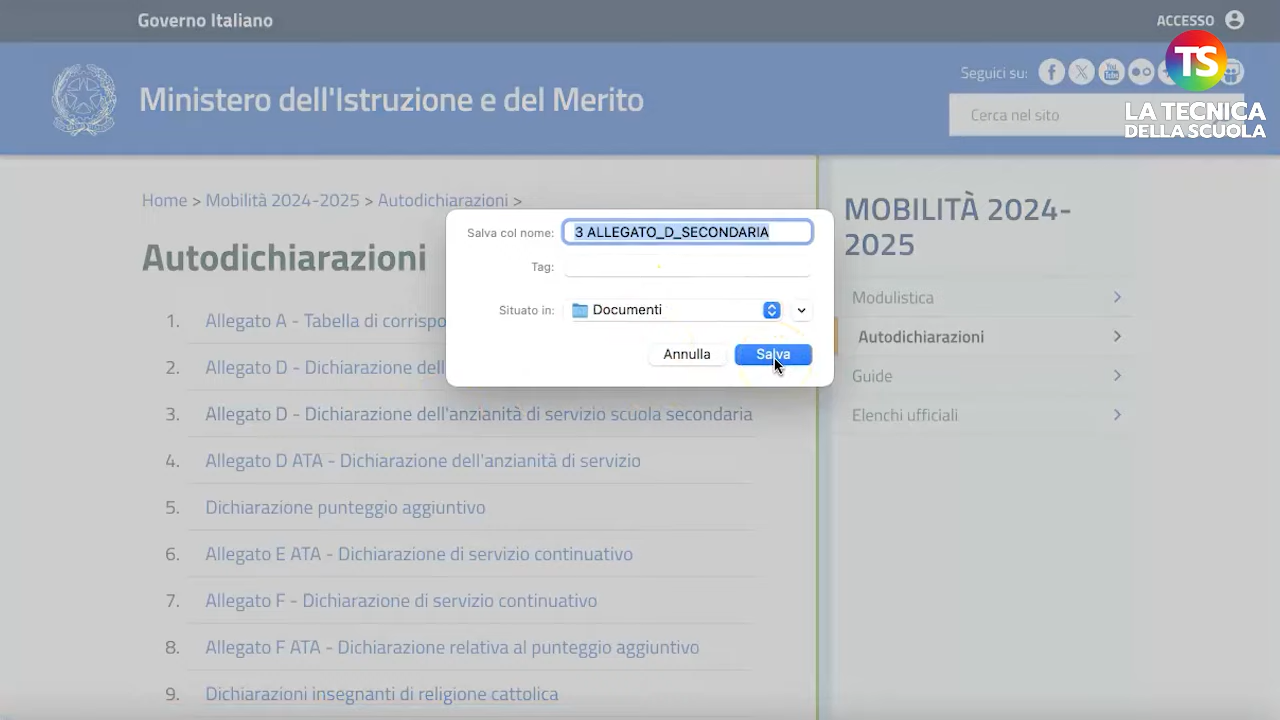 Governo Italiano
ACCESSO
Ministero dell'Istruzione e del Merito
Seguici su:
Cerca nel sito
TS
LA TECNICA
DELLA SCUOLA
Home > Mobilità 2024-2025 > Autodichiarazioni >
Autodichiarazioni
1. Allegato A - Tabella di corrispo
2. Allegato D - Dichiarazione dell
3. Allegato D - Dichiarazione dell'anzianità di servizio scuola secondaria
4. Allegato D ATA - Dichiarazione dell'anzianità di servizio
5. Dichiarazione punteggio aggiuntivo
6. Allegato E ATA - Dichiarazione di servizio continuativo
7. Allegato F - Dichiarazione di servizio continuativo
8. Allegato F ATA - Dichiarazione relativa al punteggio aggiuntivo
9. Dichiarazioni insegnanti di religione cattolica
Salva col nome: 3 ALLEGATO_D_SECONDARIA
Tag:
Situato in: Documenti
Annulla Salva
MOBILITÀ 2024-
2025
Modulistica
Autodichiarazioni
Guide
Elenchi ufficiali